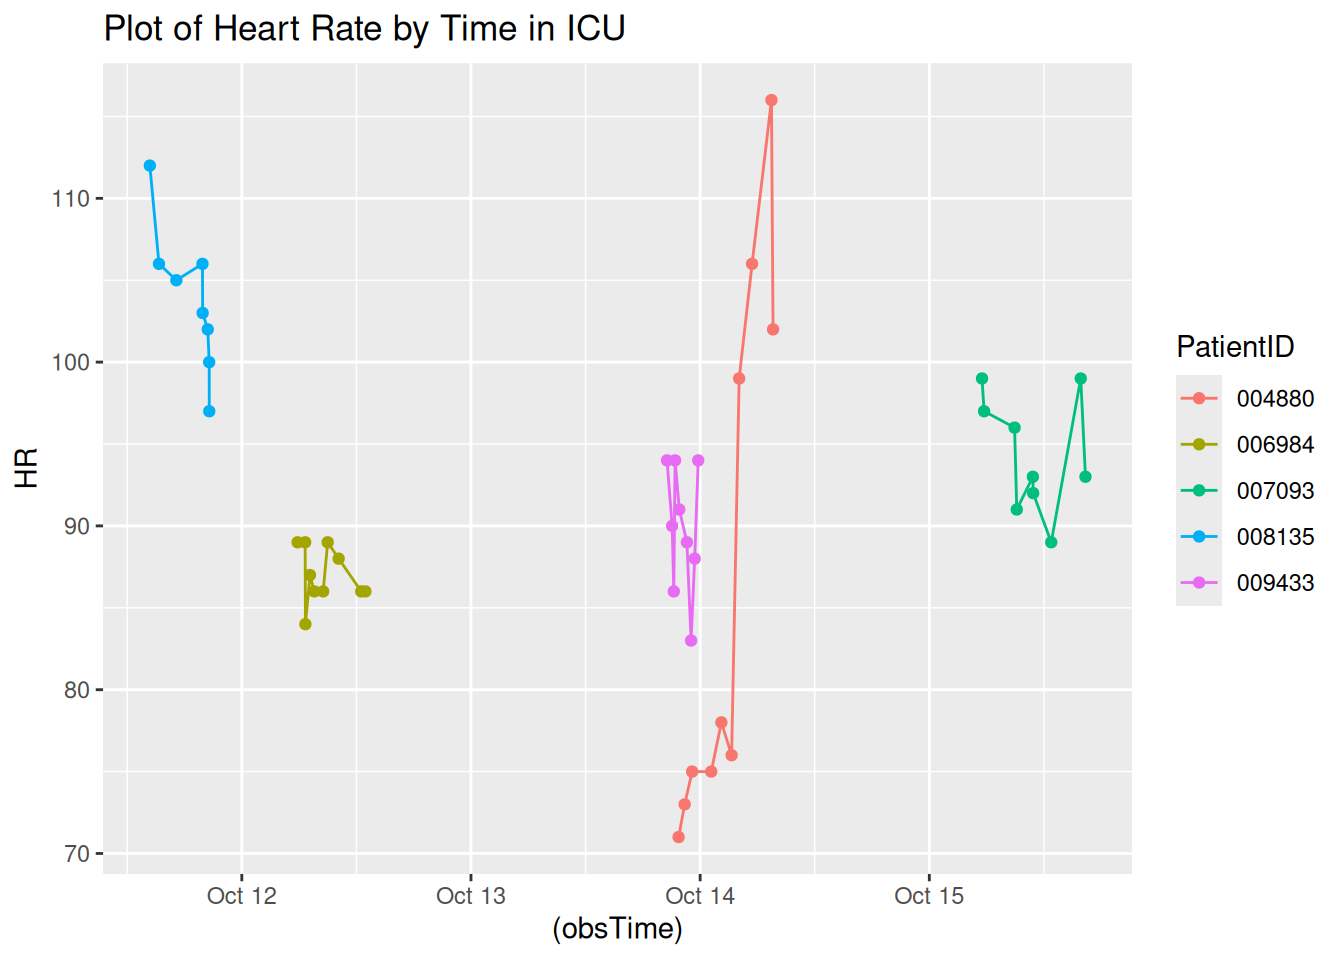 Plot of Heart Rate by Time in ICU
HR
110
100
90
80
70
Oct 12
Oct 13
Oct 14
Oct 15
(obsTime)
PatientID
004880
006984
007093
008135
009433